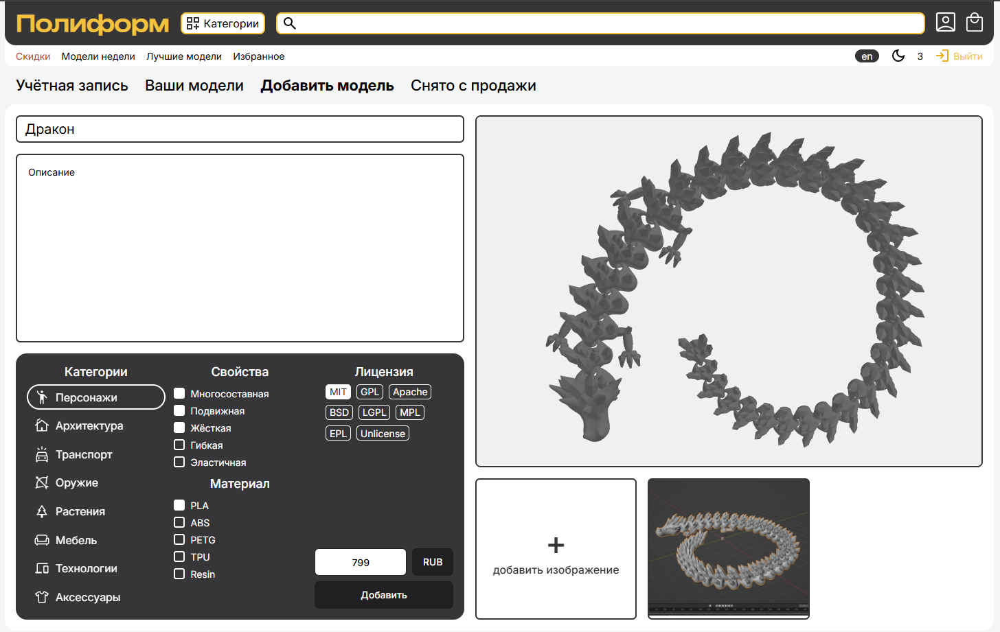 Полиформ
Категории
Скидки Модели недели Лучшие модели Избранное
en 3 Выйти
Учётная запись Ваши модели Добавить модель Снято с продажи
Дракон
Описание
Категории
Персонажи
Архитектура
Транспорт
Оружие
Растения
Мебель
Технологии
Аксессуары
Свойства
Многосоставная
Подвижная
Жёсткая
Гибкая
Эластичная
Материал
PLA
ABS
PETG
TPU
Resin
Лицензия
MIT GPL Apache
BSD LGPL MPL
EPL Unlicense
799 RUB
Добавить
+
добавить изображение